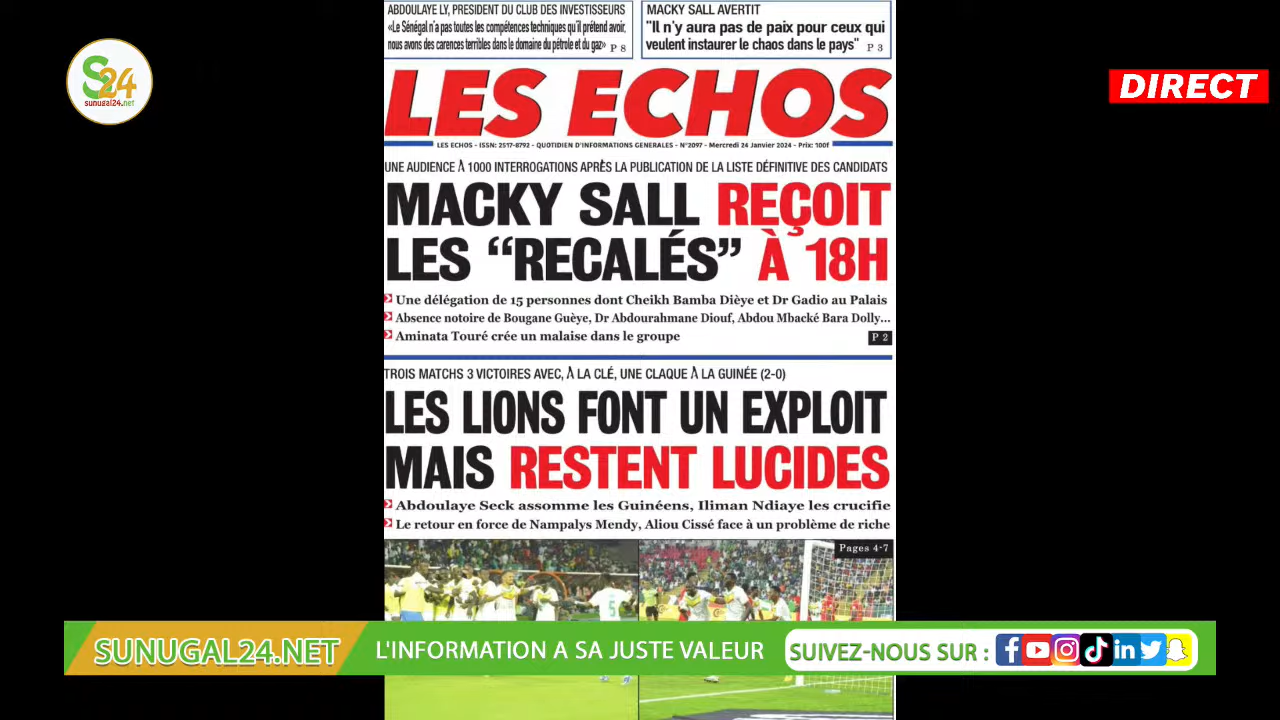 ABDOULAYE LY, PRESIDENT DU CLUB DES INVESTISSEURS
«Le Sénégal n'a pas toutes les compétences techniques qu'il prétend avoir,
nous avons des carences terribles dans le domaine du pétrole et du gaz» P 8
MACKY SALL AVERTIT
"Il n'y aura pas de paix pour ceux qui
veulent instaurer le chaos dans le pays" P 3
S24
sunugal24.net
DIRECT
LES ECHOS
LES ECHOS - ISSN: 2517-8792 - QUOTIDIEN D'INFORMATIONS GENERALES - N°2097 - Mercredi 24 Janvier 2024 - Prix: 100f
UNE AUDIENCE À 1000 INTERROGATIONS APRÈS LA PUBLICATION DE LA LISTE DÉFINITIVE DES CANDIDATS
MACKY SALL REÇOIT
LES “RECALÉS” À 18H
Une délégation de 15 personnes dont Cheikh Bamba Dièye et Dr Gadio au Palais
Absence notoire de Bougane Guèye, Dr Abdourahmane Diouf, Abdou Mbacké Bara Dolly...
Aminata Touré crée un malaise dans le groupe
P 2
TROIS MATCHS 3 VICTOIRES AVEC, À LA CLÉ, UNE CLAQUE À LA GUINÉE (2-0)
LES LIONS FONT UN EXPLOIT
MAIS RESTENT LUCIDES
Abdoulaye Seck assomme les Guinéens, Iliman Ndiaye les crucifie
Le retour en force de Nampalys Mendy, Aliou Cissé face à un problème de riche
Pages 4-7
5
SUNUGAL24.NET
L'INFORMATION A SA JUSTE VALEUR
SUIVEZ-NOUS SUR :